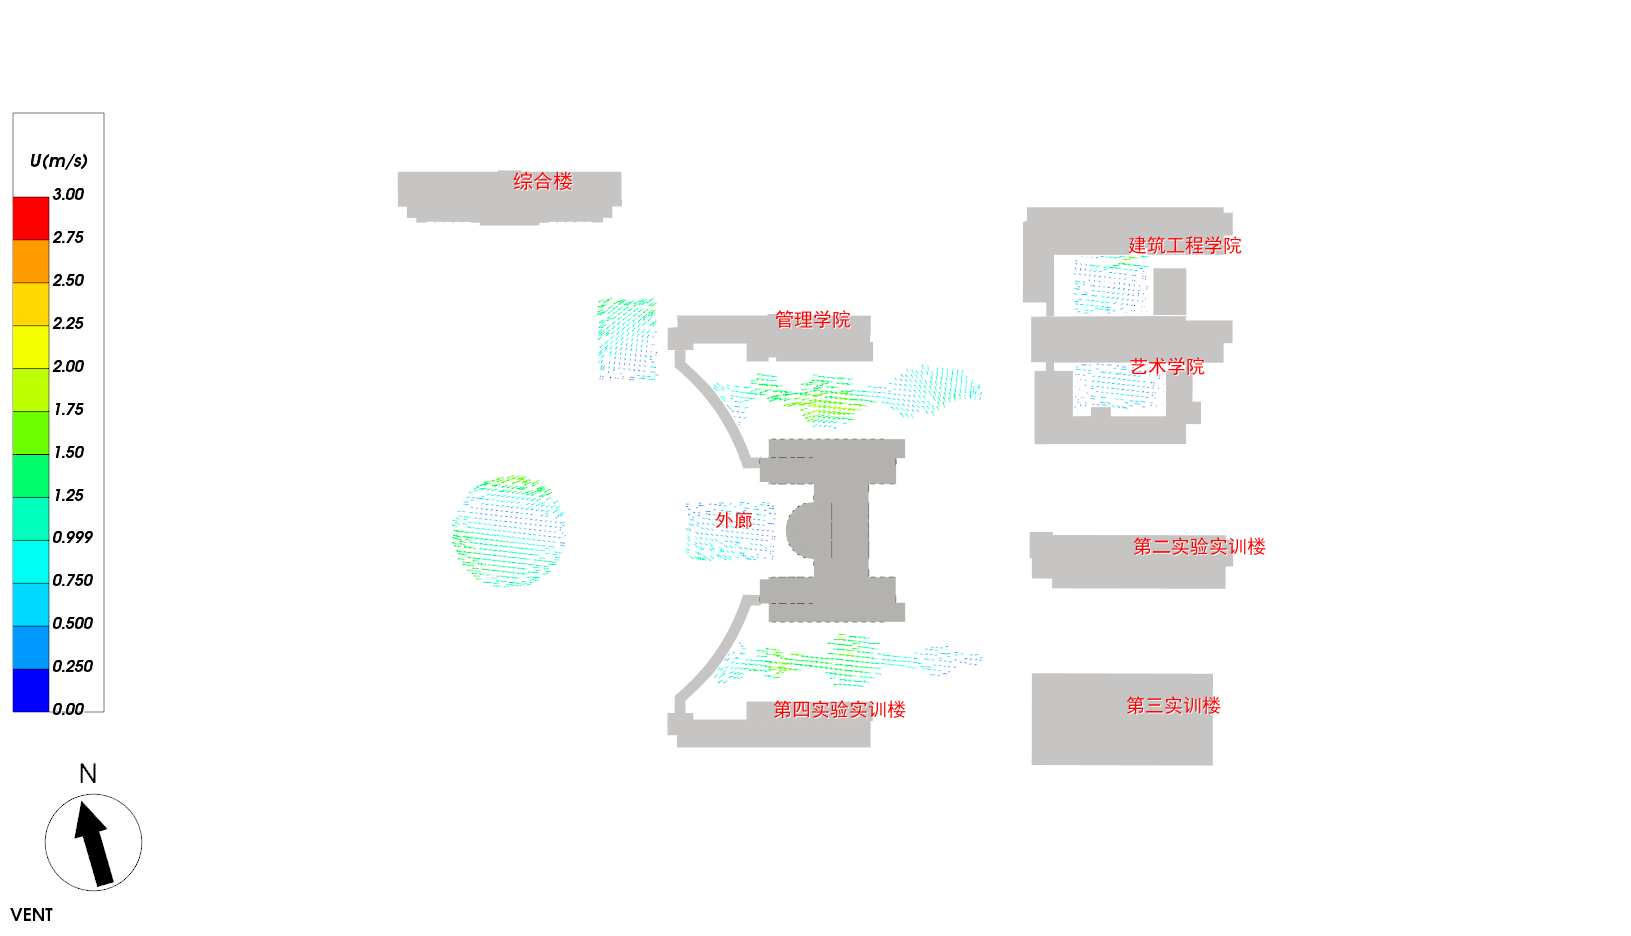 U(m/s)
3.00
2.75
2.50
2.25
2.00
1.75
1.50
1.25
0.999
0.750
0.500
0.250
0.00
N
VENT
综合楼
建筑工程学院
管理学院
艺术学院
外廊
第二实验实训楼
第三实训楼
第四实验实训楼